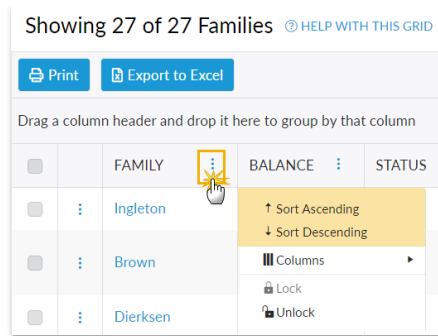 Showing 27 of 27 Families HELP WITH THIS GRID
Print Export to Excel
Drag a column header and drop it here to group by that column
FAMILY BALANCE STATUS
Ingleton
Sort Ascending
Sort Descending
Brown
Columns
Lock
Dierksen
Unlock